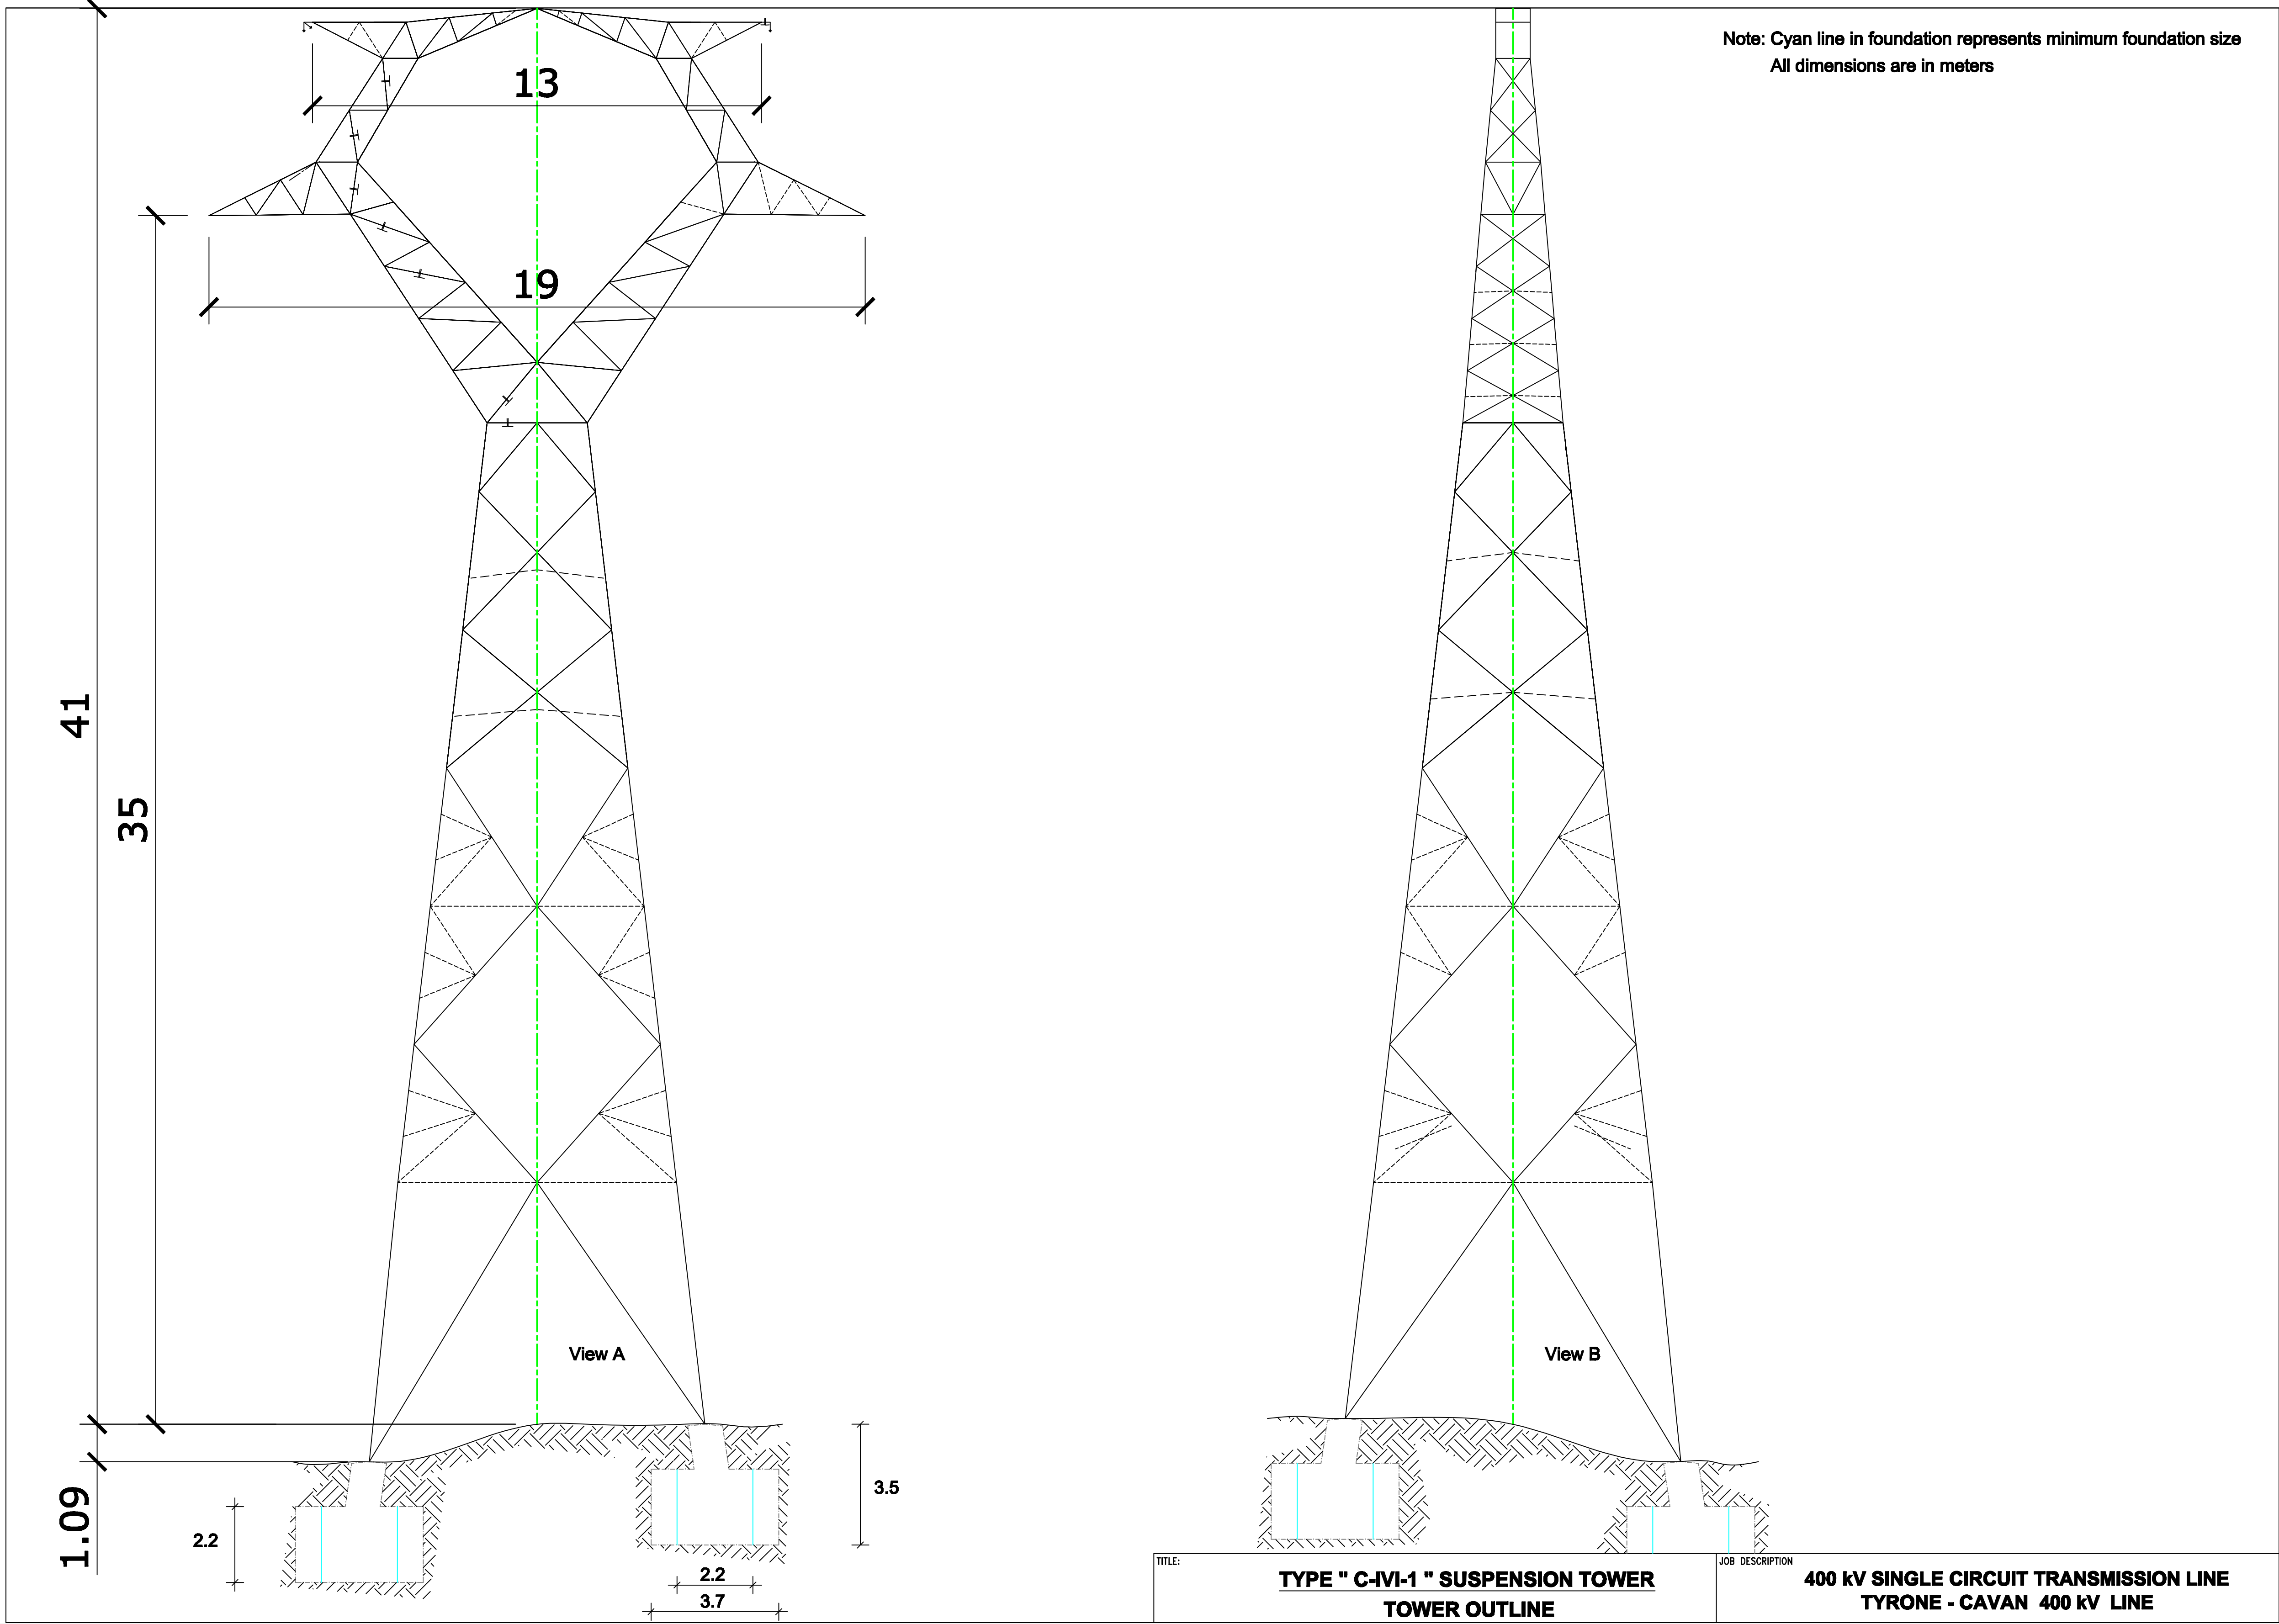 Note: Cyan line in foundation represents minimum foundation size
All dimensions are in meters
13
19
41
35
View A
View B
1.09
2.2
3.5
2.2
3.7
TITLE:
TYPE " C-IVI-1 " SUSPENSION TOWER
TOWER OUTLINE
JOB DESCRIPTION
400 kV SINGLE CIRCUIT TRANSMISSION LINE
TYRONE - CAVAN 400 kV LINE